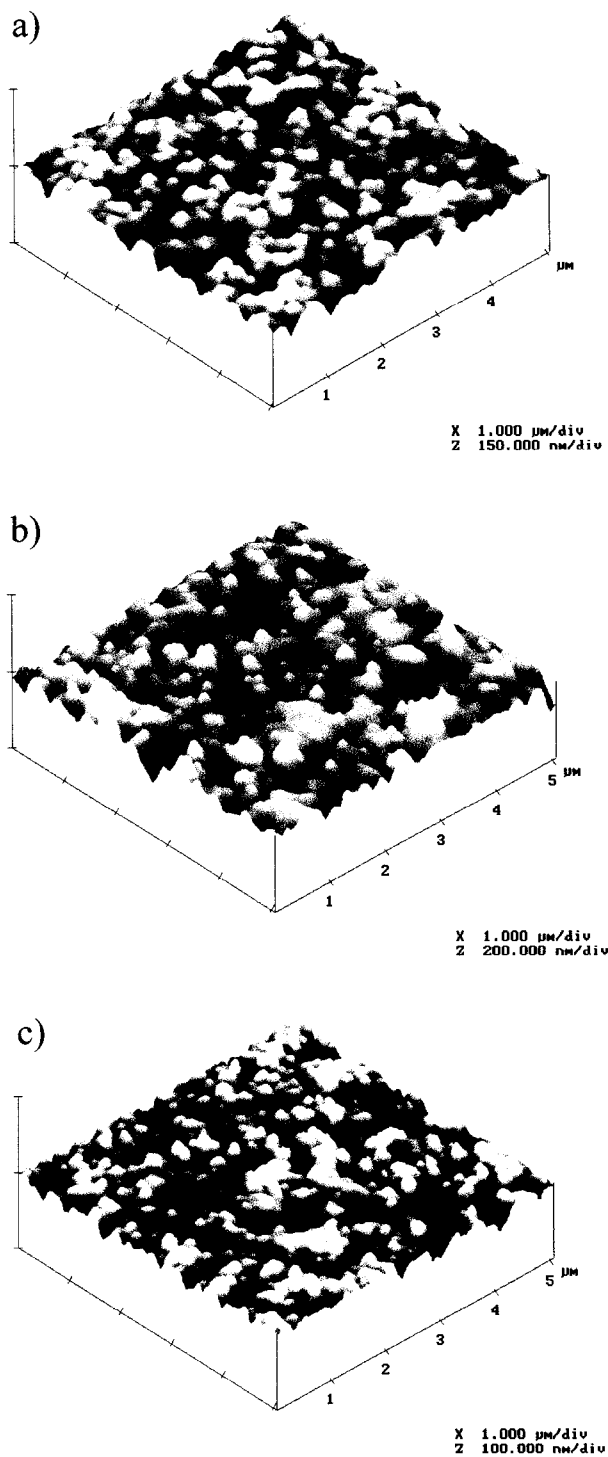 a)
1 2 3 4 µm
X 1.000 µm/div
Z 150.000 nm/div
b)
1 2 3 4 5 µm
X 1.000 µm/div
Z 200.000 nm/div
c)
1 2 3 4 5 µm
X 1.000 µm/div
Z 100.000 nm/div